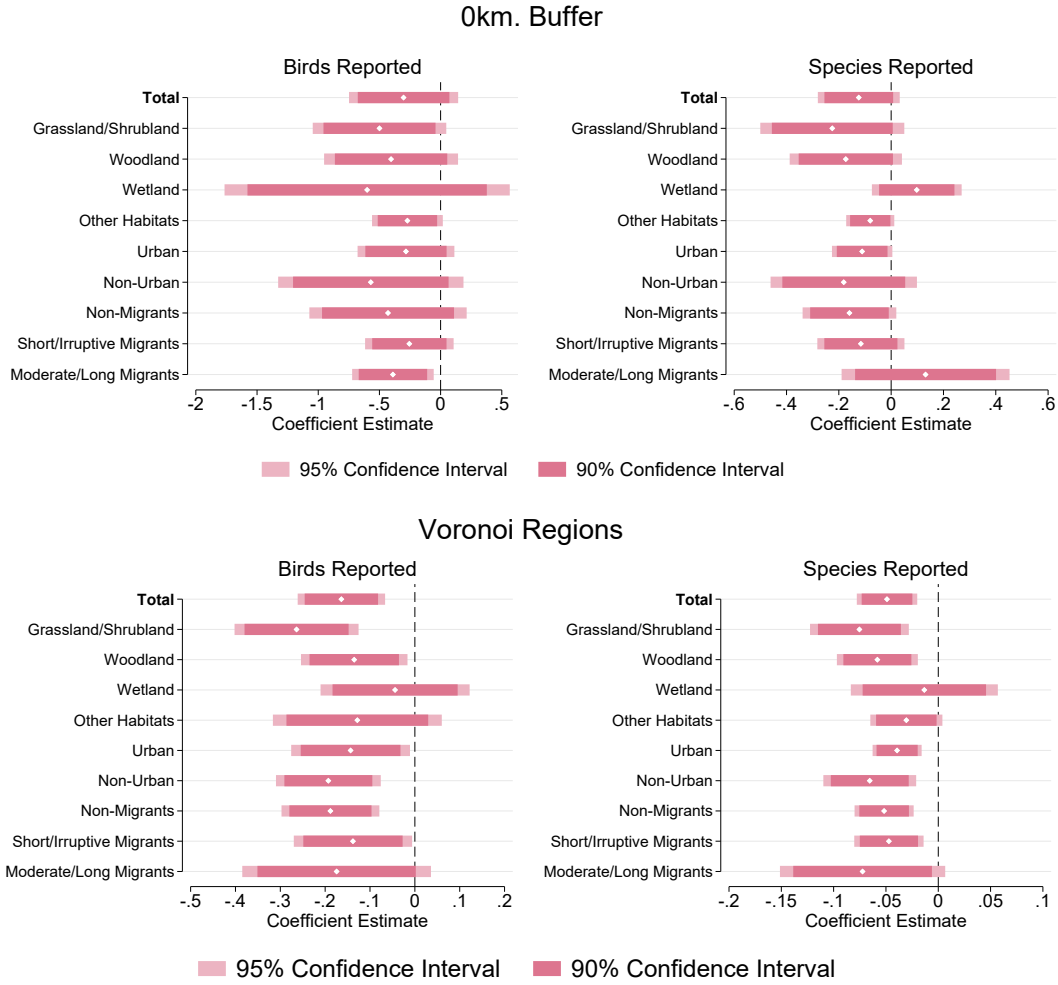 0km. Buffer
Birds Reported
Total
Grassland/Shrubland
Woodland
Wetland
Other Habitats
Urban
Non-Urban
Non-Migrants
Short/Irruptive Migrants
Moderate/Long Migrants
-2 -1.5 -1 -.5 0 .5
Coefficient Estimate
Species Reported
Total
Grassland/Shrubland
Woodland
Wetland
Other Habitats
Urban
Non-Urban
Non-Migrants
Short/Irruptive Migrants
Moderate/Long Migrants
-.6 -.4 -.2 0 .2 .4 .6
Coefficient Estimate
95% Confidence Interval 90% Confidence Interval
Voronoi Regions
Birds Reported
Total
Grassland/Shrubland
Woodland
Wetland
Other Habitats
Urban
Non-Urban
Non-Migrants
Short/Irruptive Migrants
Moderate/Long Migrants
-.5 -.4 -.3 -.2 -.1 0 .1 .2
Coefficient Estimate
Species Reported
Total
Grassland/Shrubland
Woodland
Wetland
Other Habitats
Urban
Non-Urban
Non-Migrants
Short/Irruptive Migrants
Moderate/Long Migrants
-.2 -.15 -.1 -.05 0 .05 .1
Coefficient Estimate
95% Confidence Interval 90% Confidence Interval